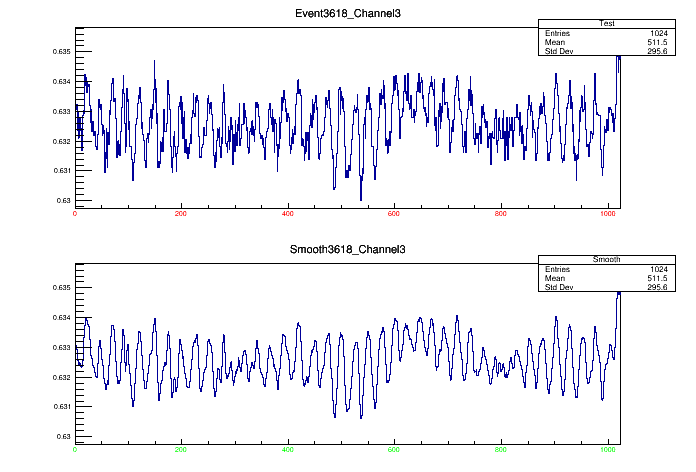 Event3618_Channel3
Test
Entries 1024
Mean 511.5
Std Dev 295.6
0.635
0.634
0.633
0.632
0.631
0.63
0 200 400 600 800 1000
Smooth3618_Channel3
Smooth
Entries 1024
Mean 511.5
Std Dev 295.6
0.635
0.634
0.633
0.632
0.631
0.63
0 200 400 600 800 1000